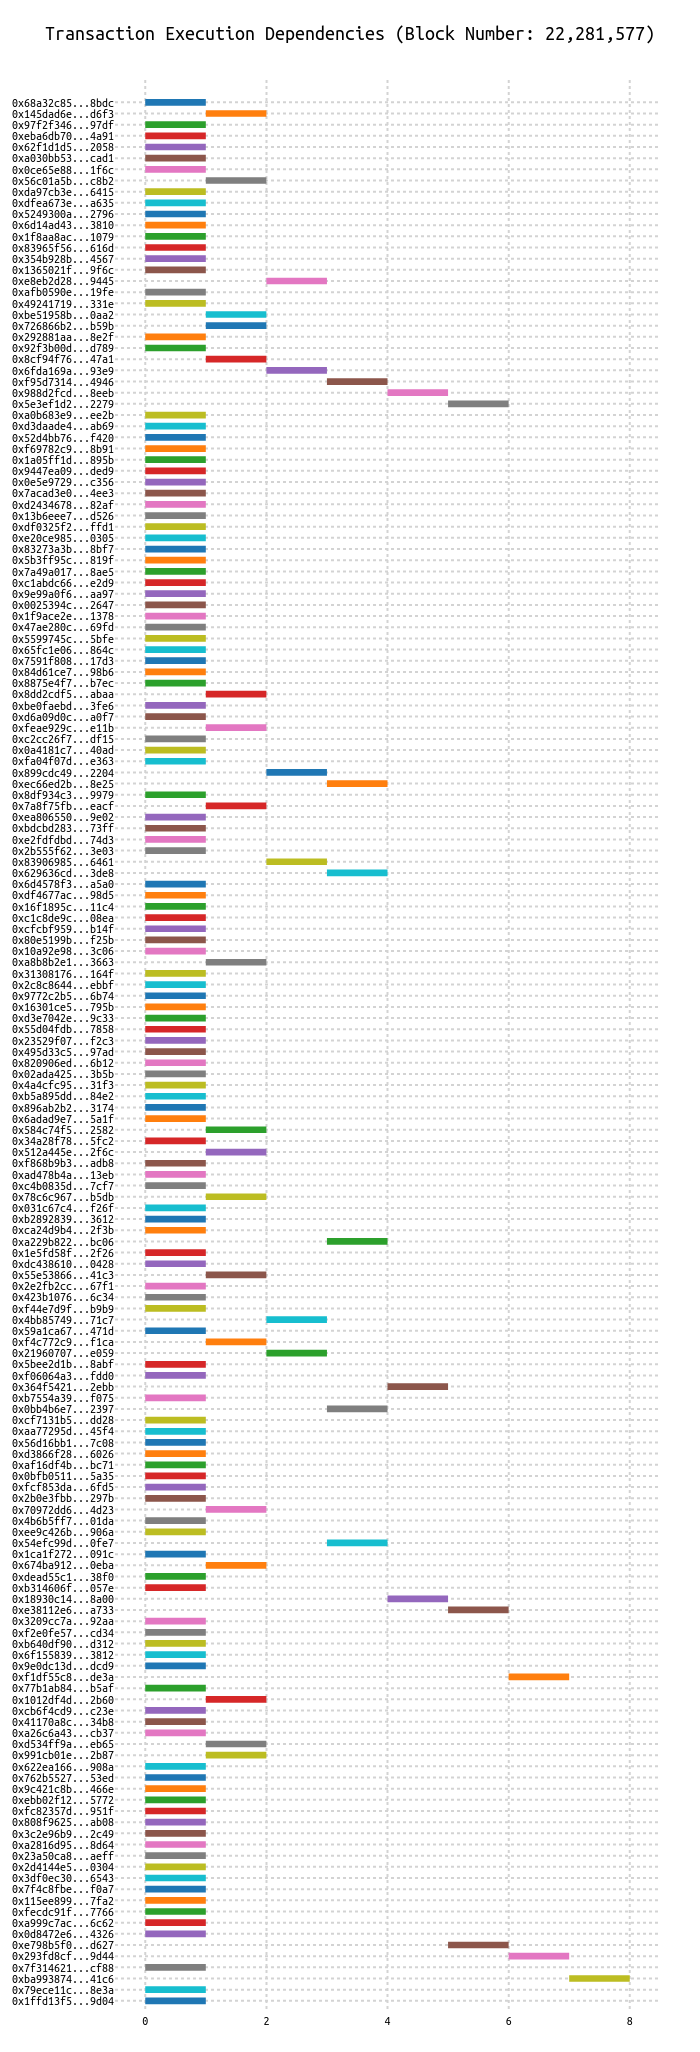 Transaction Execution Dependencies (Block Number: 22,281,577)
0x68a32c85...8bdc
0x145dad6e...d6f3
0x97f2f346...97df
0xeba6db70...4a91
0x62f1d1d5...2058
0xa030bb53...cad1
0x0ce65e88...1f6c
0x56c01a5b...c8b2
0xda97cb3e...6415
0xdfea673e...a635
0x5249300a...2796
0x6d14ad43...3810
0x1f8aa8ac...1079
0x83965f56...616d
0x354b928b...4567
0x1365021f...9f6c
0xe8eb2d28...9445
0xafb0590e...19fe
0x49241719...331e
0xbe51958b...0aa2
0x726866b2...b59b
0x292881aa...8e2f
0x92f3b00d...d789
0x8cf94f76...47a1
0x6fda169a...93e9
0xf95d7314...4946
0x988d2fcd...8eeb
0x5e3ef1d2...2279
0xa0b683e9...ee2b
0xd3daade4...ab69
0x52d4bb76...f420
0xf69782c9...8b91
0x1a05ff1d...895b
0x9447ea09...ded9
0x0e5e9729...c356
0x7acad3e0...4ee3
0xd2434678...82af
0x13b6eee7...d526
0xdf0325f2...ffd1
0xe20ce985...0305
0x83273a3b...8bf7
0x5b3ff95c...819f
0x7a49a017...8ae5
0xc1abdc66...e2d9
0x9e99a0f6...aa97
0x0025394c...2647
0x1f9ace2e...1378
0x47ae280c...69fd
0x5599745c...5bfe
0x65fc1e06...864c
0x7591f808...17d3
0x84d61ce7...98b6
0x8875e4f7...b7ec
0x8dd2cdf5...abaa
0xbe0faebd...3fe6
0xd6a09d0c...a0f7
0xfeae929c...e11b
0xc2cc26f7...df15
0x0a4181c7...40ad
0xfa04f07d...e363
0x899cdc49...2204
0xec66ed2b...8e25
0x8df934c3...9979
0x7a8f75fb...eacf
0xea806550...9e02
0xbdcbd283...73ff
0xe2fdfdbd...74d3
0x2b555f62...3e03
0x83906985...6461
0x629636cd...3de8
0x6d4578f3...a5a0
0xdf4677ac...98d5
0x16f1895c...11c4
0xc1c8de9c...08ea
0xcfcbf959...b14f
0x80e5199b...f25b
0x10a92e98...3c06
0xa8b8b2e1...3663
0x31308176...164f
0x2c8c8644...ebbf
0x9772c2b5...6b74
0x16301ce5...795b
0xd3e7042e...9c33
0x55d04fdb...7858
0x23529f07...f2c3
0x495d33c5...97ad
0x820906ed...6b12
0x02ada425...3b5b
0x4a4cfc95...31f3
0xb5a895dd...84e2
0x896ab2b2...3174
0x6adad9e7...5a1f
0x584c74f5...2582
0x34a28f78...5fc2
0x512a445e...2f6c
0xf868b9b3...adb8
0xad478b4a...13eb
0xc4b0835d...7cf7
0x78c6c967...b5db
0x031c67c4...f26f
0xb2892839...3612
0xca24d9b4...2f3b
0xa229b822...bc06
0x1e5fd58f...2f26
0xdc438610...0428
0x55e53866...41c3
0x2e2fb2cc...67f1
0x423b1076...6c34
0xf44e7d9f...b9b9
0x4bb85749...71c7
0x59a1ca67...471d
0xf4c772c9...f1ca
0x21960707...e059
0x5bee2d1b...8abf
0xf06064a3...fdd0
0x364f5421...2ebb
0xb7554a39...f075
0x0bb4b6e7...2397
0xcf7131b5...dd28
0xaa77295d...45f4
0x56d16bb1...7c08
0xd3866f28...6026
0xaf16df4b...bc71
0x0bfb0511...5a35
0xfcf853da...6fd5
0x2b0e3fbb...297b
0x70972dd6...4d23
0x4b6b5ff7...01da
0xee9c426b...906a
0x54efc99d...0fe7
0x1ca1f272...091c
0x674ba912...0eba
0xdead55c1...38f0
0xb314606f...057e
0x18930c14...8a00
0xe38112e6...a733
0x3209cc7a...92aa
0xf2e0fe57...cd34
0xb640df90...d312
0x6f155839...3812
0x9e0dc13d...dcd9
0xf1df55c8...de3a
0x77b1ab84...b5af
0x1012df4d...2b60
0xcb6f4cd9...c23e
0x41170a8c...34b8
0xa26c6a43...cb37
0xd534ff9a...eb65
0x991cb01e...2b87
0x622ea166...908a
0x762b5527...53ed
0x9c421c8b...466e
0xebb02f12...5772
0xfc82357d...951f
0x808f9625...ab08
0x3c2e96b9...2c49
0xa2816d95...8d64
0x23a50ca8...aeff
0x2d4144e5...0304
0x3df0ec30...6543
0x7f4c8fbe...f0a7
0x115ee899...7fa2
0xfecdc91f...7766
0xa999c7ac...6c62
0x0d8472e6...4326
0xe798b5f0...d627
0x293fd8cf...9d44
0x7f314621...cf88
0xba993874...41c6
0x79ece11c...8e3a
0x1ffd13f5...9d04
0 2 4 6 8